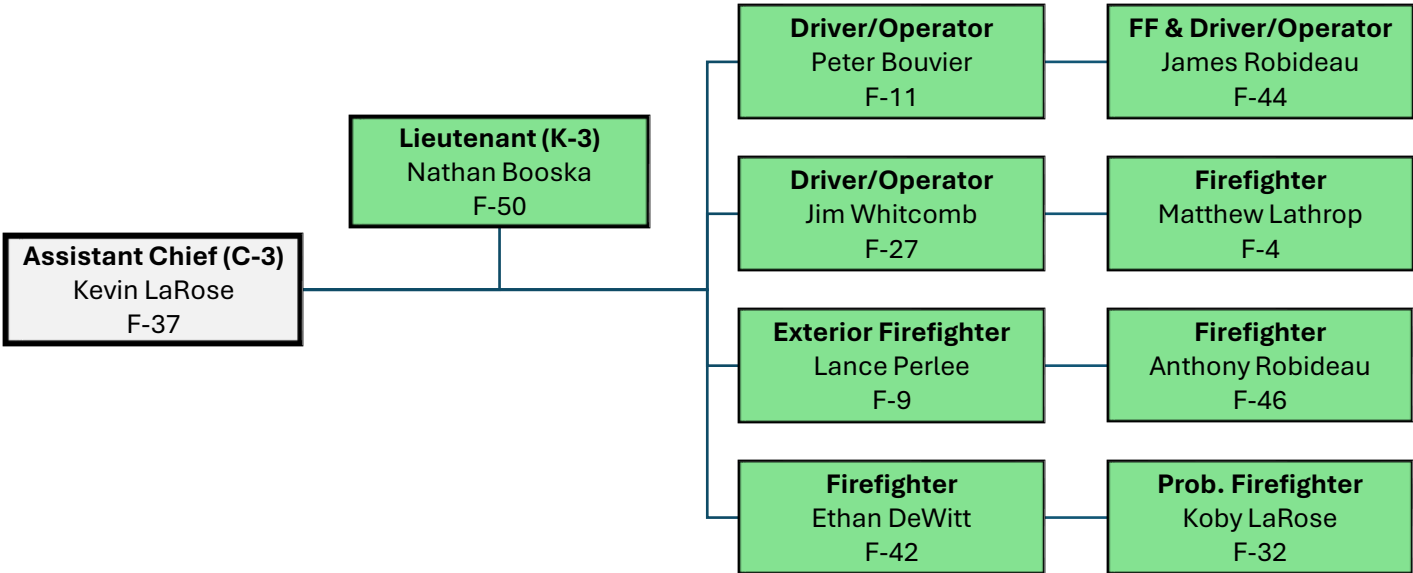 Assistant Chief (C-3)
Kevin LaRose
F-37
Lieutenant (K-3)
Nathan Booska
F-50
Driver/Operator
Peter Bouvier
F-11
FF & Driver/Operator
James Robideau
F-44
Driver/Operator
Jim Whitcomb
F-27
Firefighter
Matthew Lathrop
F-4
Exterior Firefighter
Lance Perlee
F-9
Firefighter
Anthony Robideau
F-46
Firefighter
Ethan DeWitt
F-42
Prob. Firefighter
Koby LaRose
F-32